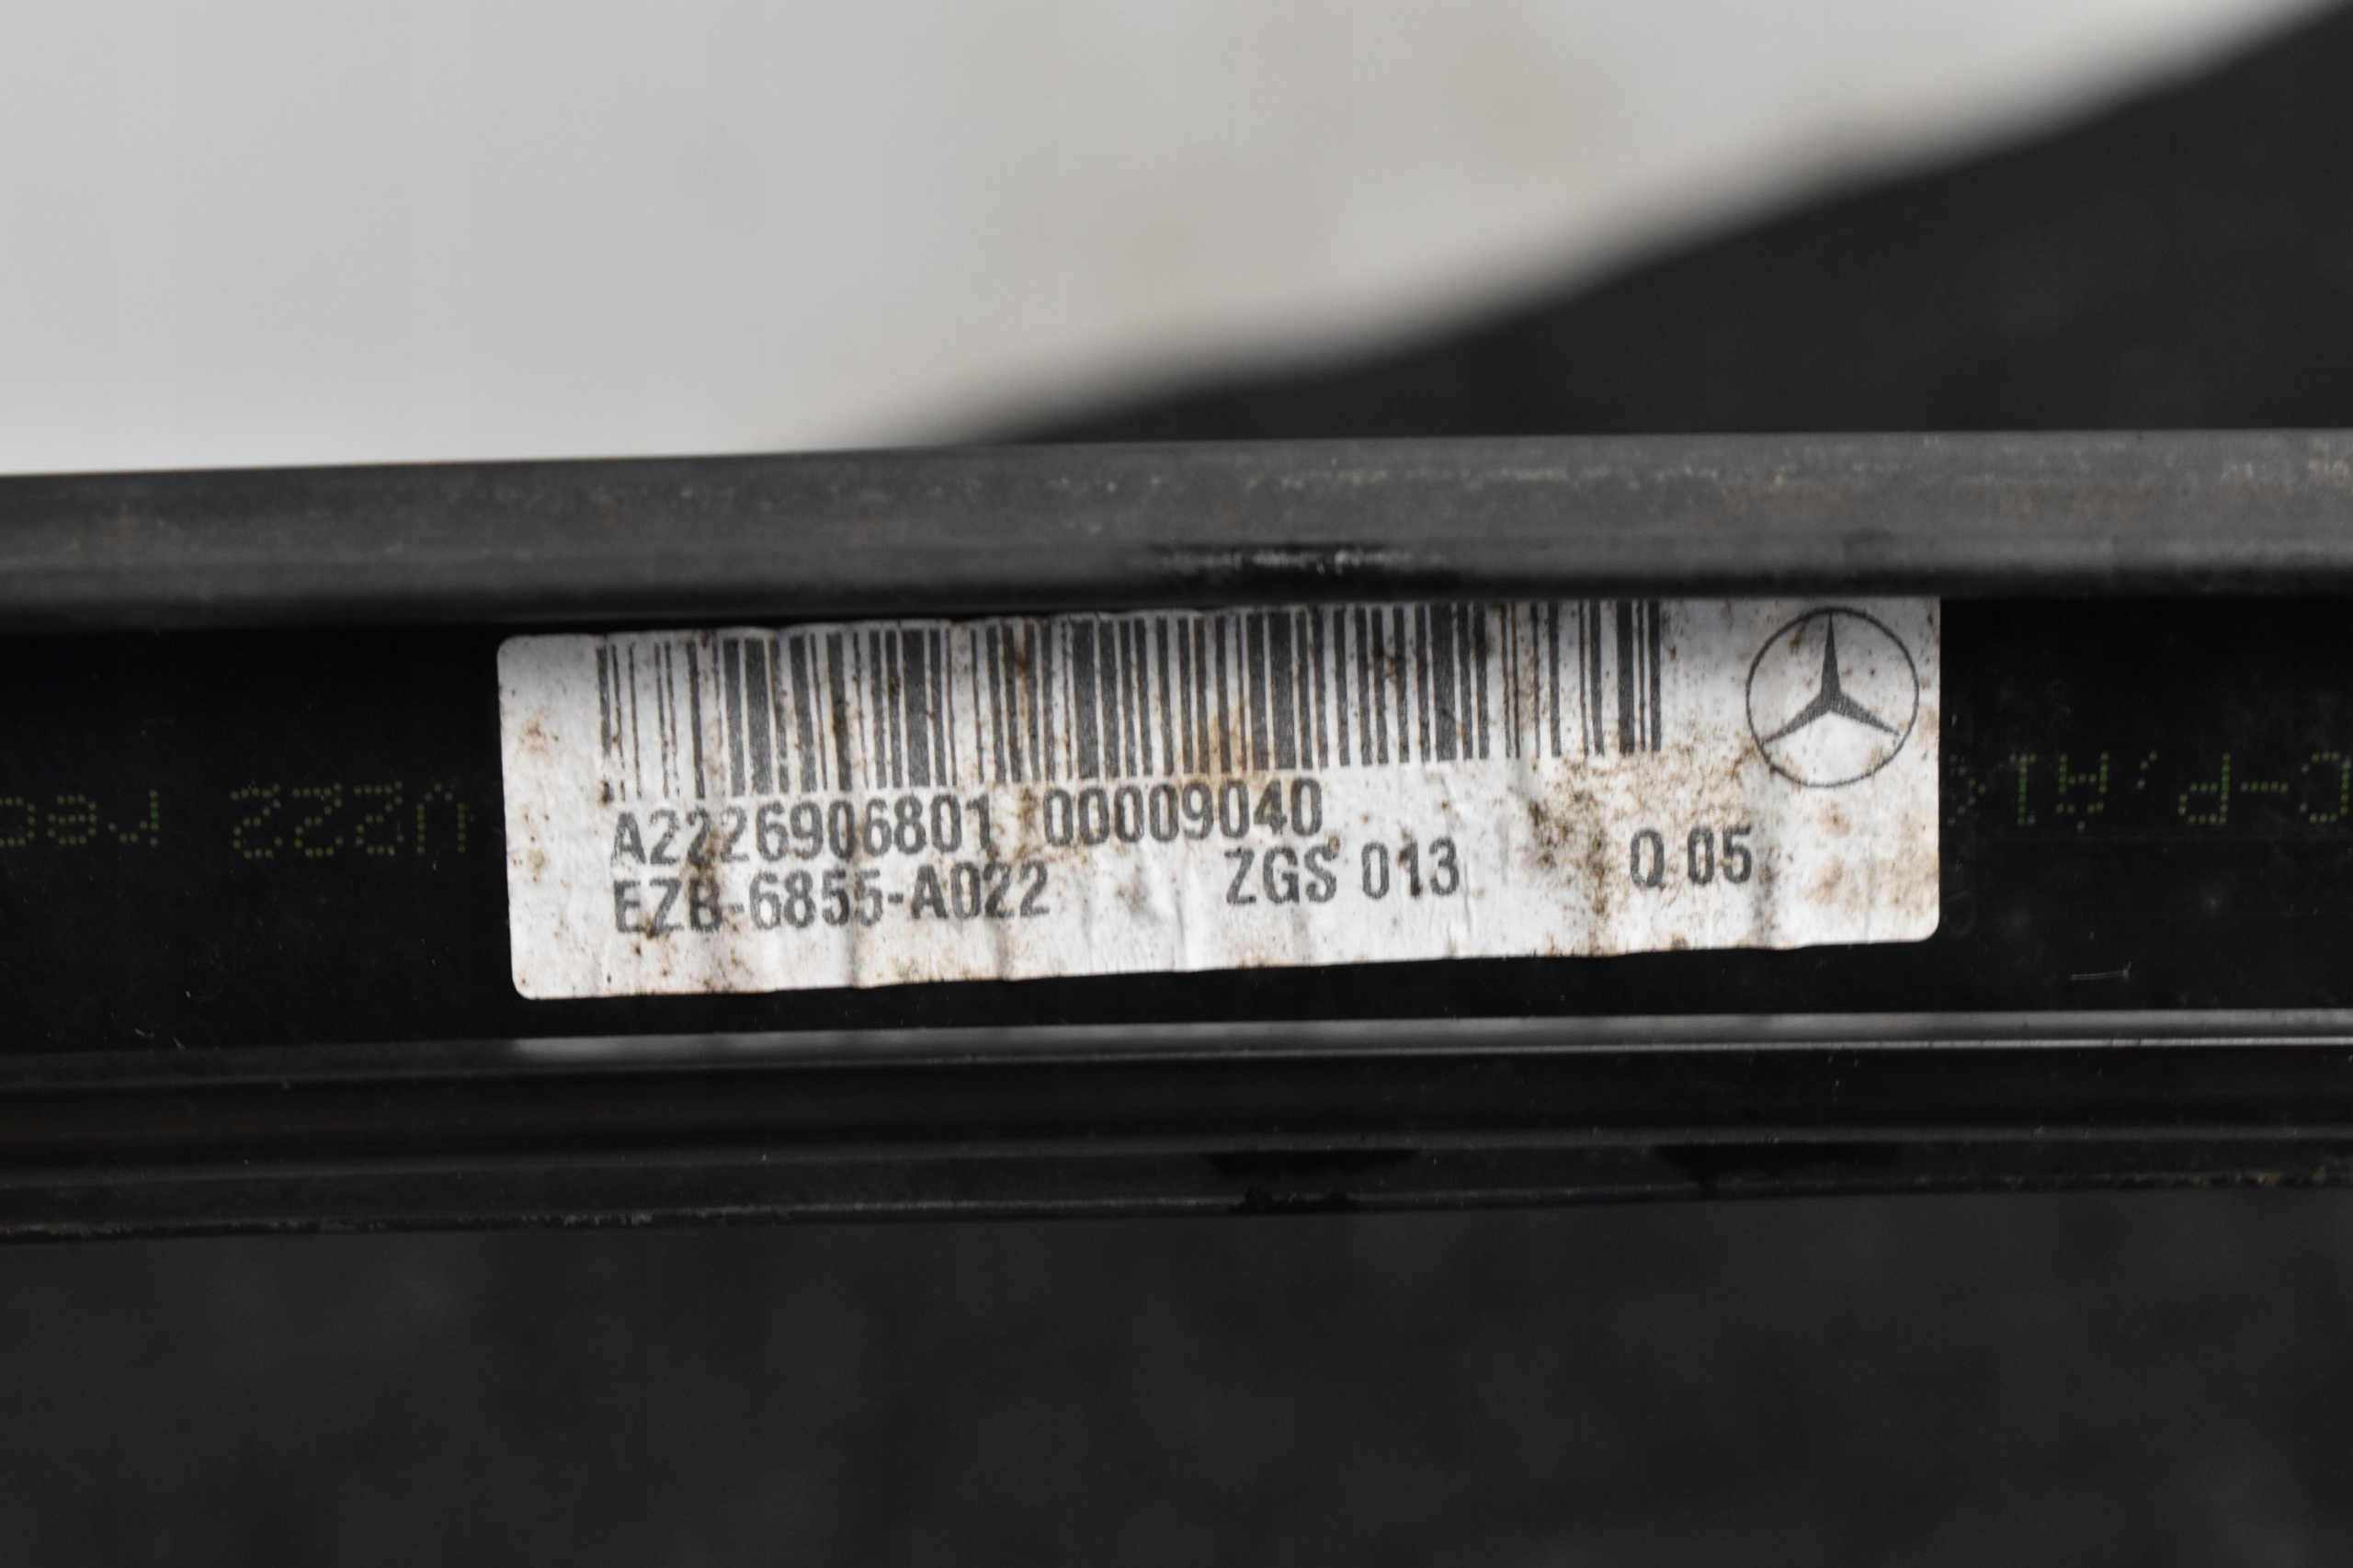 A2226906801 00009040
EZB-6855-A022 ZGS 013 Q 05